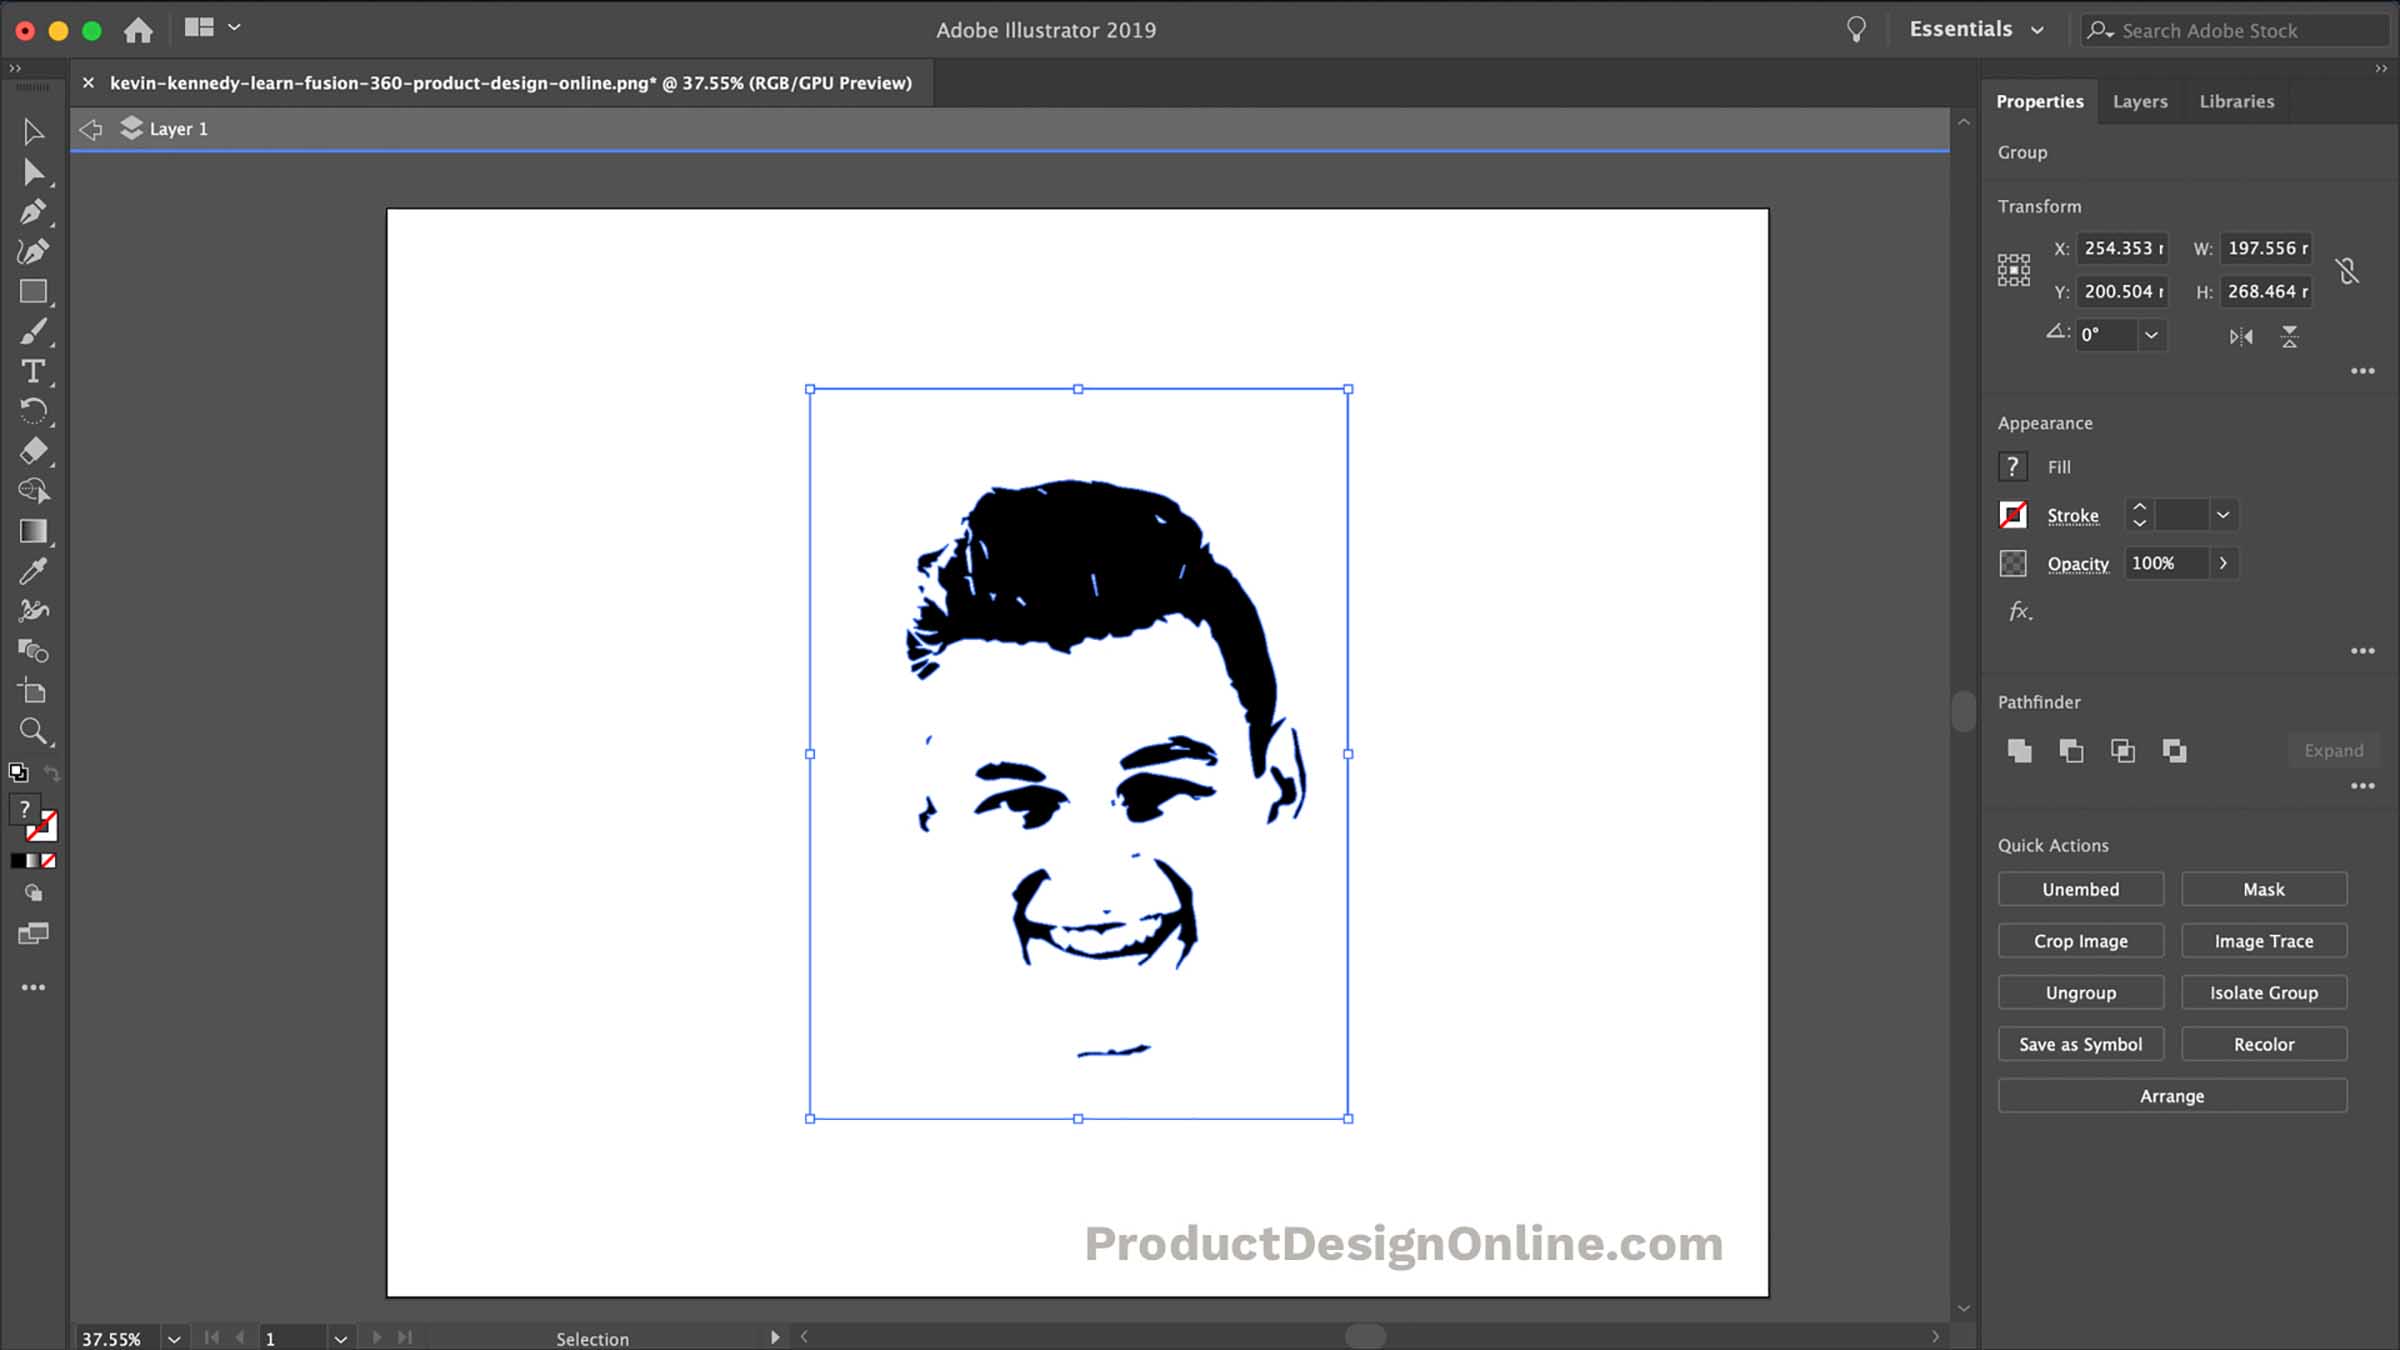 Adobe Illustrator 2019
Essentials
Search Adobe Stock
kevin-kennedy-learn-fusion-360-product-design-online.png* @ 37.55% (RGB/GPU Preview)
Layer 1
Properties
Layers
Libraries
Group
Transform
X: 254.353 r W: 197.556 r
Y: 200.504 r H: 268.464 r
0°
Appearance
? Fill
Stroke
Opacity 100%
fx.
Pathfinder
Expand
Quick Actions
Unembed
Mask
Crop Image
Image Trace
Ungroup
Isolate Group
Save as Symbol
Recolor
Arrange
T
?
ProductDesignOnline.com
37.55%
1
Selection